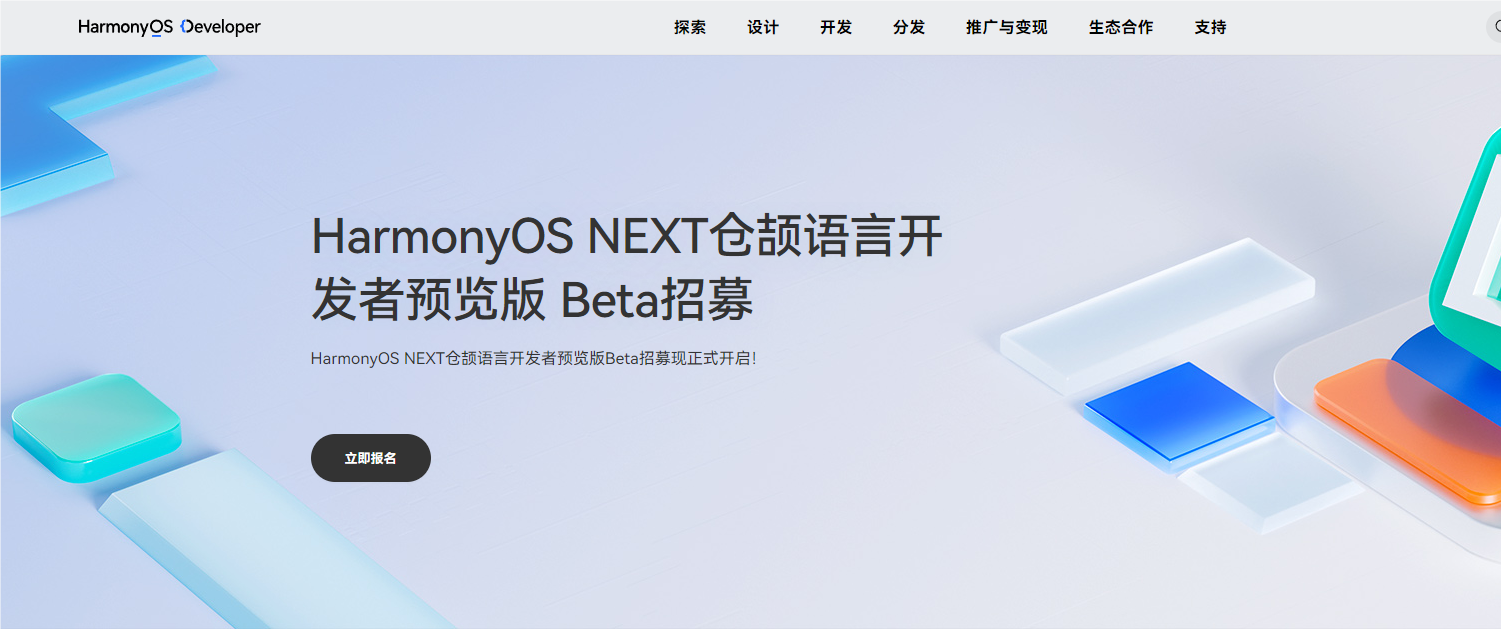 HarmonyOS Developer
探索 设计 开发 分发 推广与变现 生态合作 支持
HarmonyOS NEXT仓颉语言开
发者预览版 Beta招募
HarmonyOS NEXT仓颉语言开发者预览版Beta招募现正式开启!
立即报名